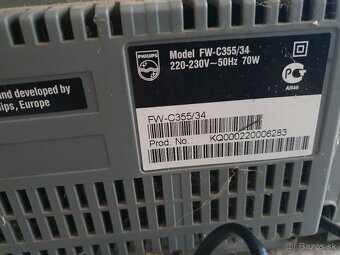 PHILIPS
Model FW-C355/34
220-230V~50Hz 70W
AR46
and developed by
ips, Europe
FW-C355/34
Prod. No.: KQ000220006283
Bazos.sk